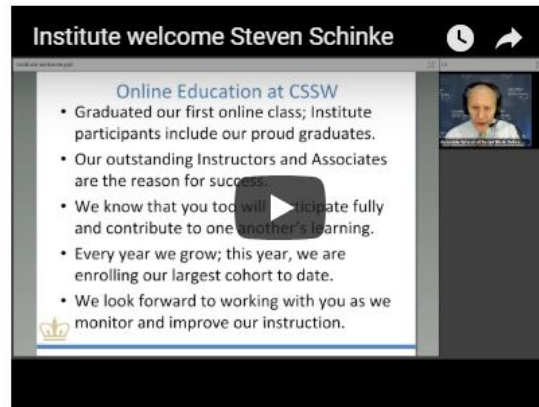 Institute welcome Steven Schinke
Online Education at CSSW
• Graduated our first online class; Institute
participants include our proud graduates.
• Our outstanding Instructors and Associates
are the reason for success.
• We know that you too will participate fully
and contribute to one another's learning.
• Every year we grow; this year, we are
enrolling our largest cohort to date.
• We look forward to working with you as we
monitor and improve our instruction.